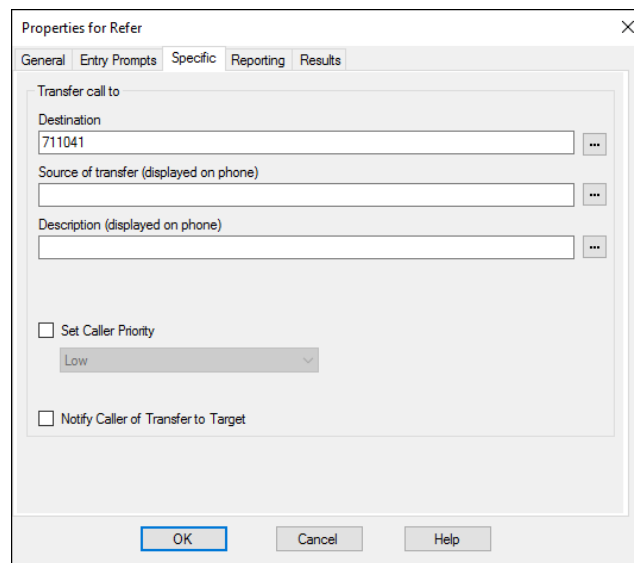 Properties for Refer
General Entry Prompts Specific Reporting Results
Transfer call to
Destination
711041
...
Source of transfer (displayed on phone)
...
Description (displayed on phone)
...
Set Caller Priority
Low
Notify Caller of Transfer to Target
OK Cancel Help